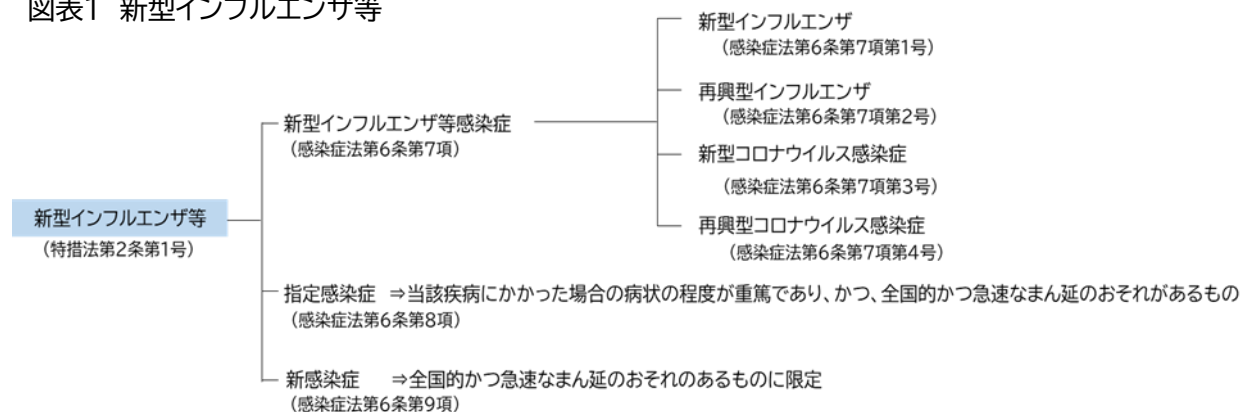 図表1 新型インフルエンザ等
新型インフルエンザ
（感染症法第6条第7項第1号）
再興型インフルエンザ
（感染症法第6条第7項第2号）
新型インフルエンザ等感染症
（感染症法第6条第7項）
新型コロナウイルス感染症
（感染症法第6条第7項第3号）
新型インフルエンザ等
（特措法第2条第1号）
再興型コロナウイルス感染症
（感染症法第6条第7項第4号）
指定感染症 ⇒当該疾病にかかった場合の病状の程度が重篤であり、かつ、全国的かつ急速なまん延のおそれがあるもの
（感染症法第6条第8項）
新感染症 ⇒全国的かつ急速なまん延のおそれのあるものに限定
（感染症法第6条第9項）